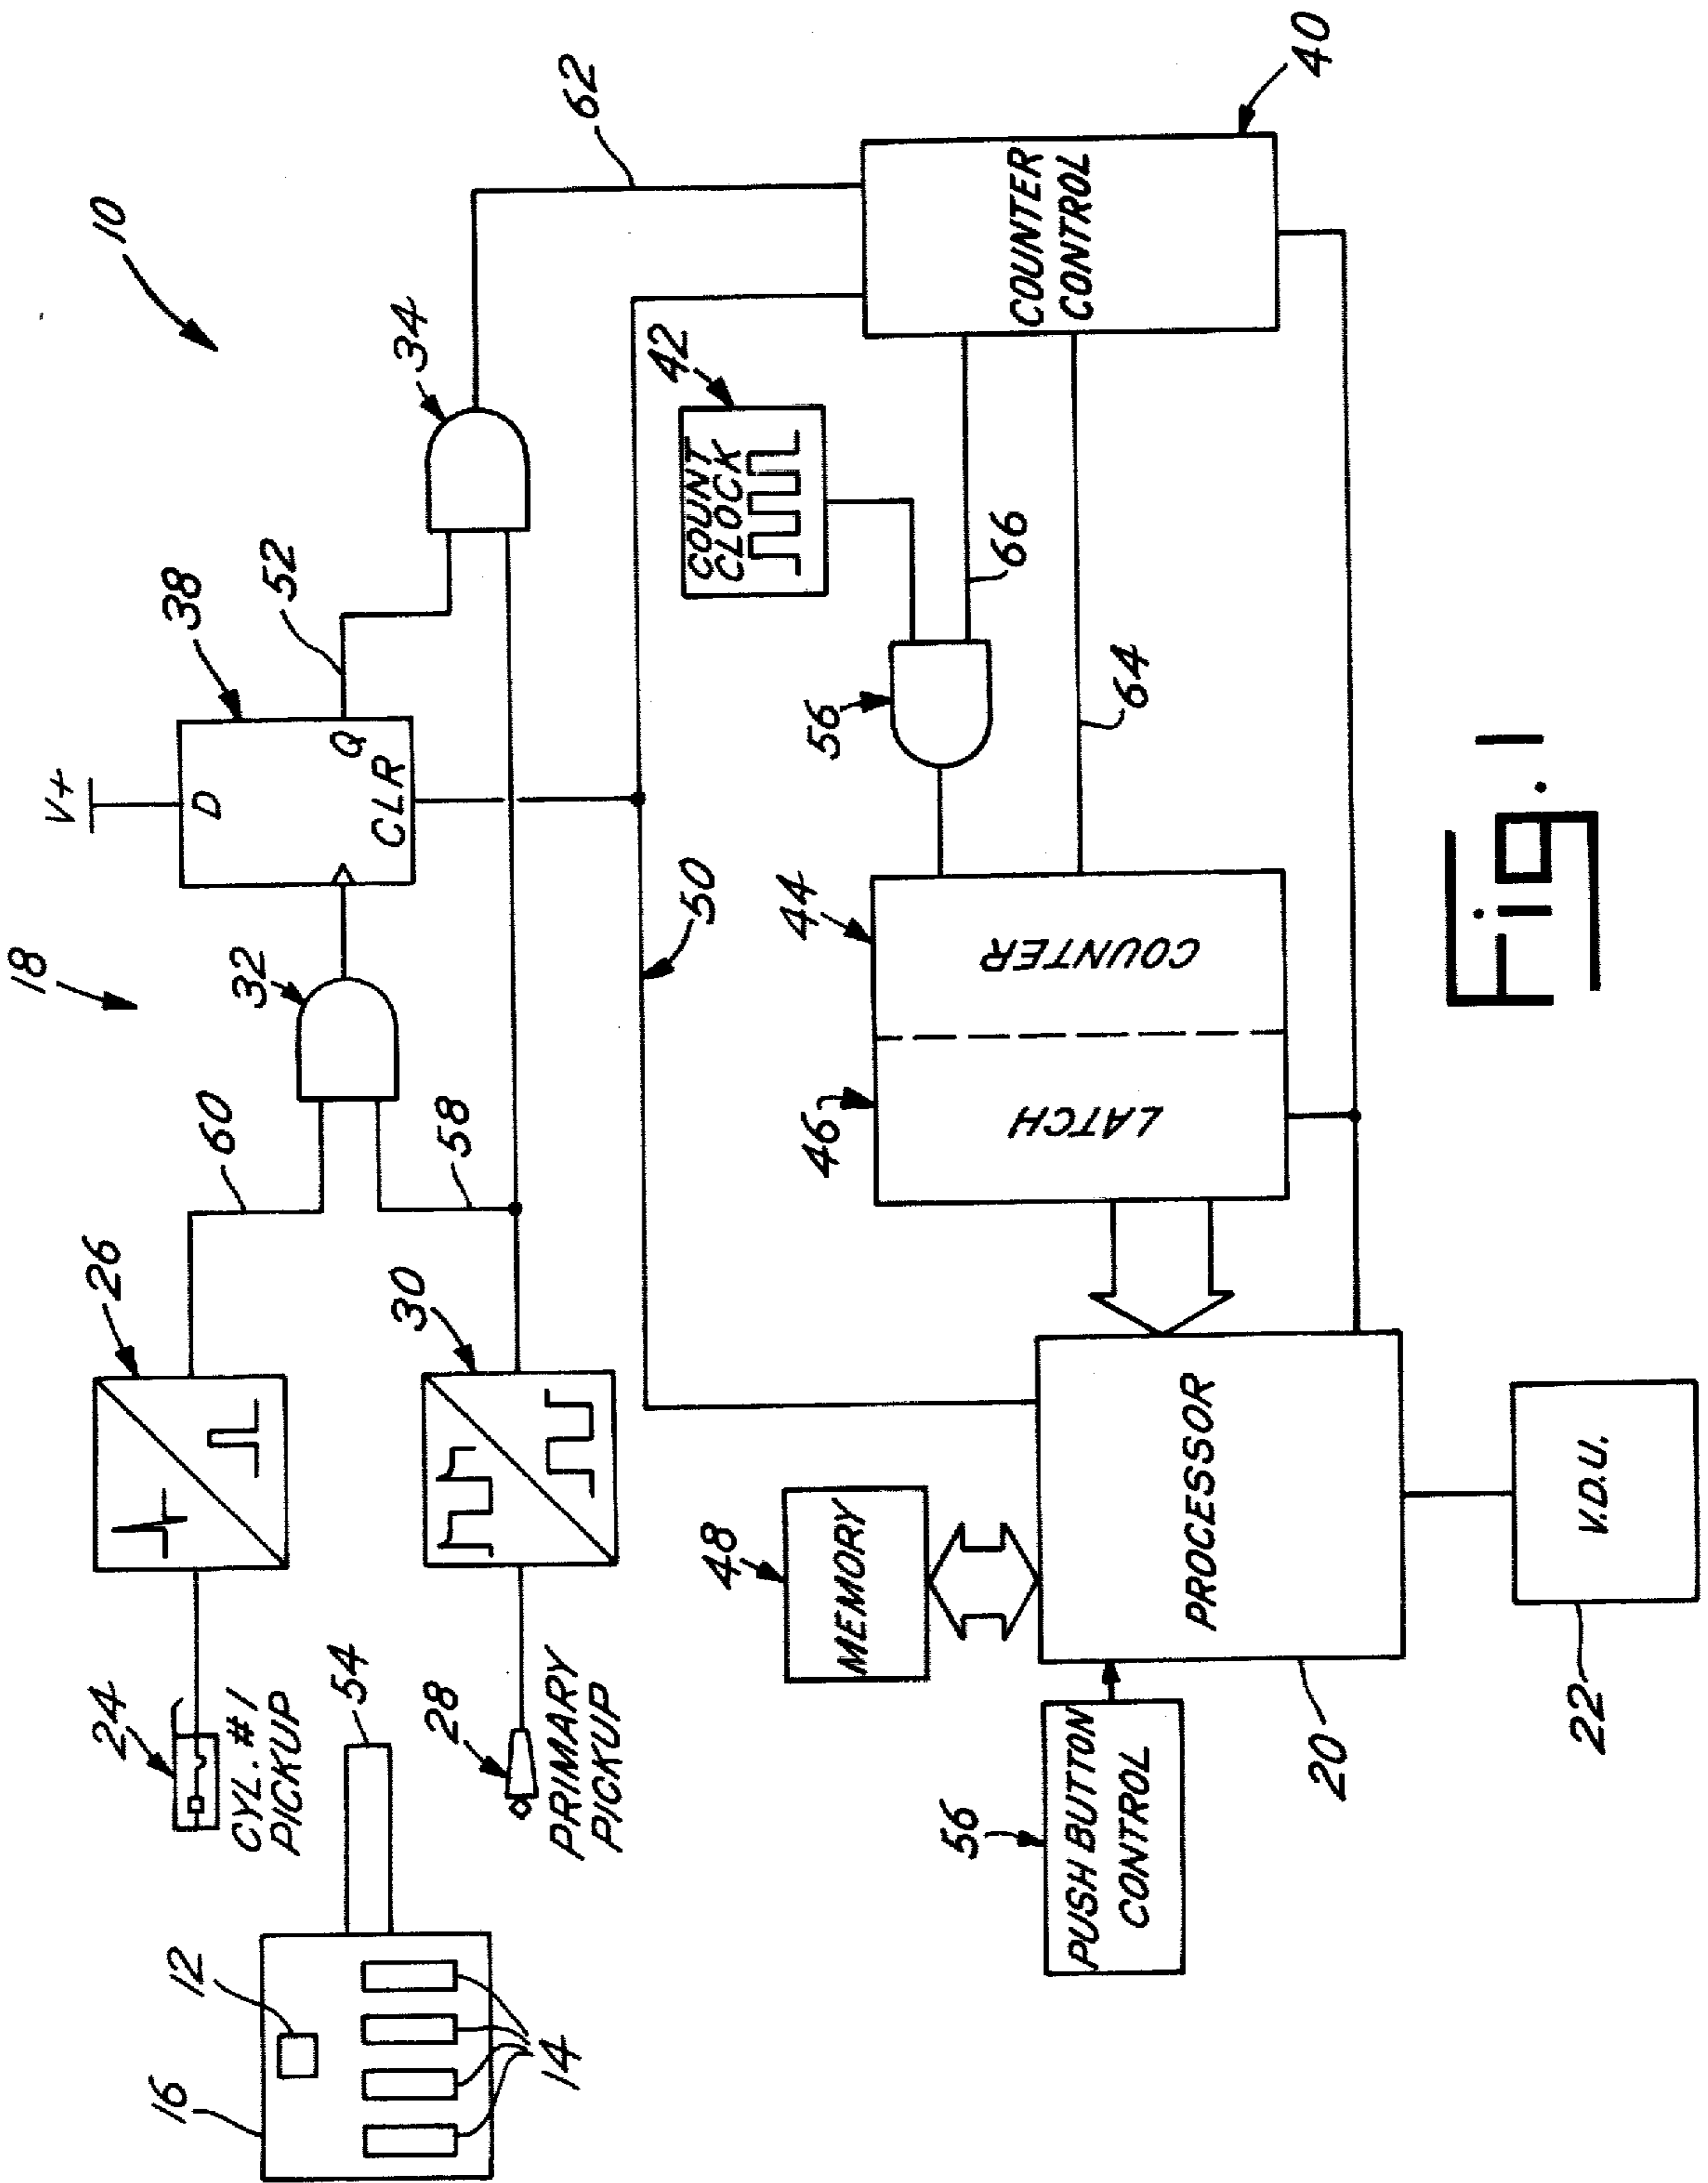 10
18
V+
38
D
Q
CLR
52
34
62
32
60
58
26
30
24
CYL. #1
PICKUP
54
28
PRIMARY
PICKUP
16
12
14
50
42
COUNT
CLOCK
56
66
64
COUNTER
CONTROL
40
44
COUNTER
46
LATCH
48
MEMORY
PROCESSOR
20
56
PUSH BUTTON
CONTROL
V.D.U.
22
Fig. 1